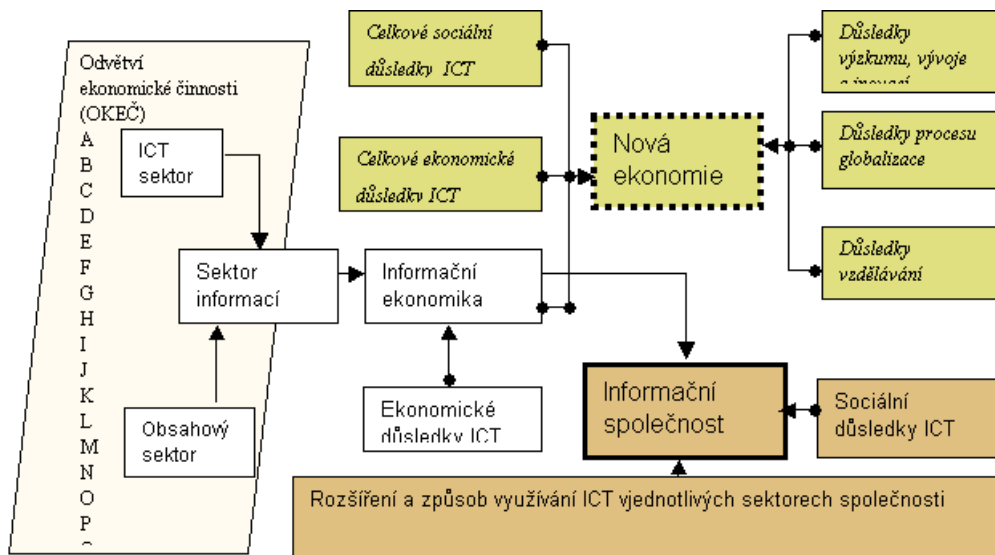 Odvětví
ekonomické činnosti
(OKEČ)
A
B
C
D
E
F
G
H
I
J
K
L
M
N
O
P
ICT
sektor
Sektor
informací
Obsahový
sektor
Celkové sociální
důsledky ICT
Celkové ekonomické
důsledky ICT
Informační
ekonomika
Ekonomické
důsledky ICT
Nová
ekonomie
Důsledky
výzkumu, vývoje
a inovací
Důsledky procesu
globalizace
Důsledky
vzdělávání
Informační
společnost
Sociální
důsledky ICT
Rozšíření a způsob využívání ICT vjednotlivých sektorech společnosti